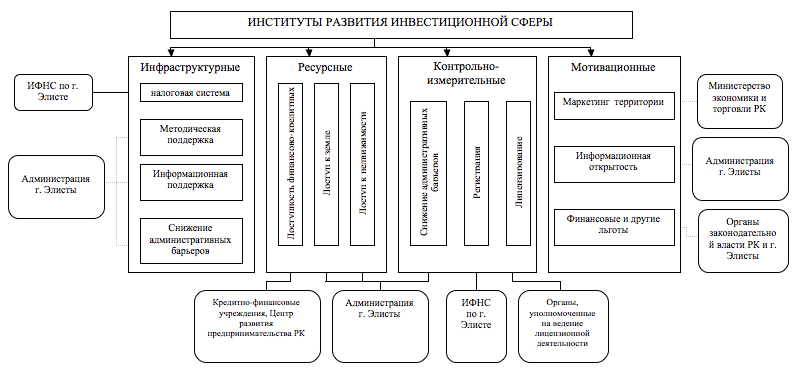 ИНСТИТУТЫ РАЗВИТИЯ ИНВЕСТИЦИОННОЙ СФЕРЫ
Инфраструктурные
налоговая система
Методическая
поддержка
Информационная
поддержка
Снижение
административных
барьеров
Ресурсные
Доступность финансово-кредитных
Доступ к земле
Доступ к недвижимости
Контрольно-
измерительные
Снижение административных
барьеров
Регистрация
Лицензирование
Мотивационные
Маркетинг территории
Информационная
открытость
Финансовые и другие
льготы
ИФНС по г.
Элисте
Администрация
г. Элисты
Министерство
экономики и
торговли РК
Администрация
г. Элисты
Органы
законодательно
й власти РК и г.
Элисты
Кредитно-финансовые
учреждения, Центр
развития
предпринимательства РК
Администрация
г. Элисты
ИФНС
по г.
Элисте
Органы,
уполномоченные
на ведение
лицензионной
деятельности